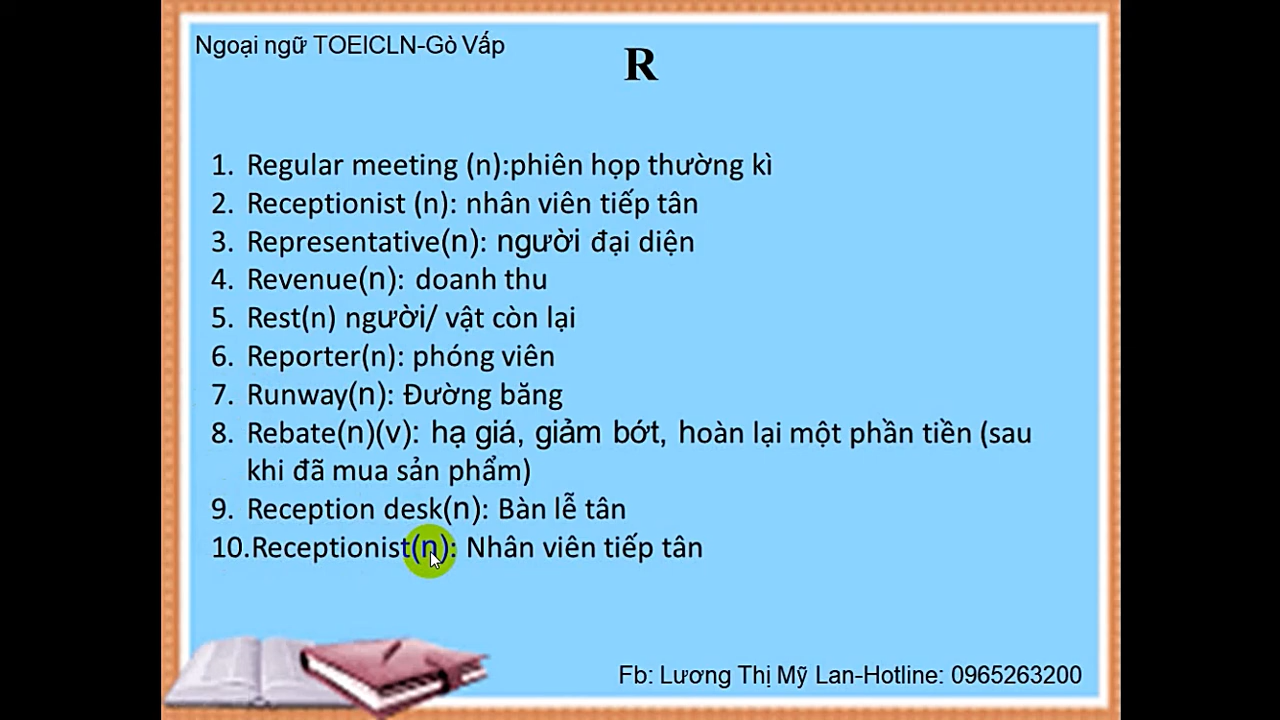 Ngoại ngữ TOEICLN-Gò Vấp
R
1. Regular meeting (n):phiên họp thường kì
2. Receptionist (n): nhân viên tiếp tân
3. Representative(n): người đại diện
4. Revenue(n): doanh thu
5. Rest(n) người/ vật còn lại
6. Reporter(n): phóng viên
7. Runway(n): Đường băng
8. Rebate(n)(v): hạ giá, giảm bớt, hoàn lại một phần tiền (sau
khi đã mua sản phẩm)
9. Reception desk(n): Bàn lễ tân
10.Receptionist(n): Nhân viên tiếp tân
Fb: Lương Thị Mỹ Lan-Hotline: 0965263200